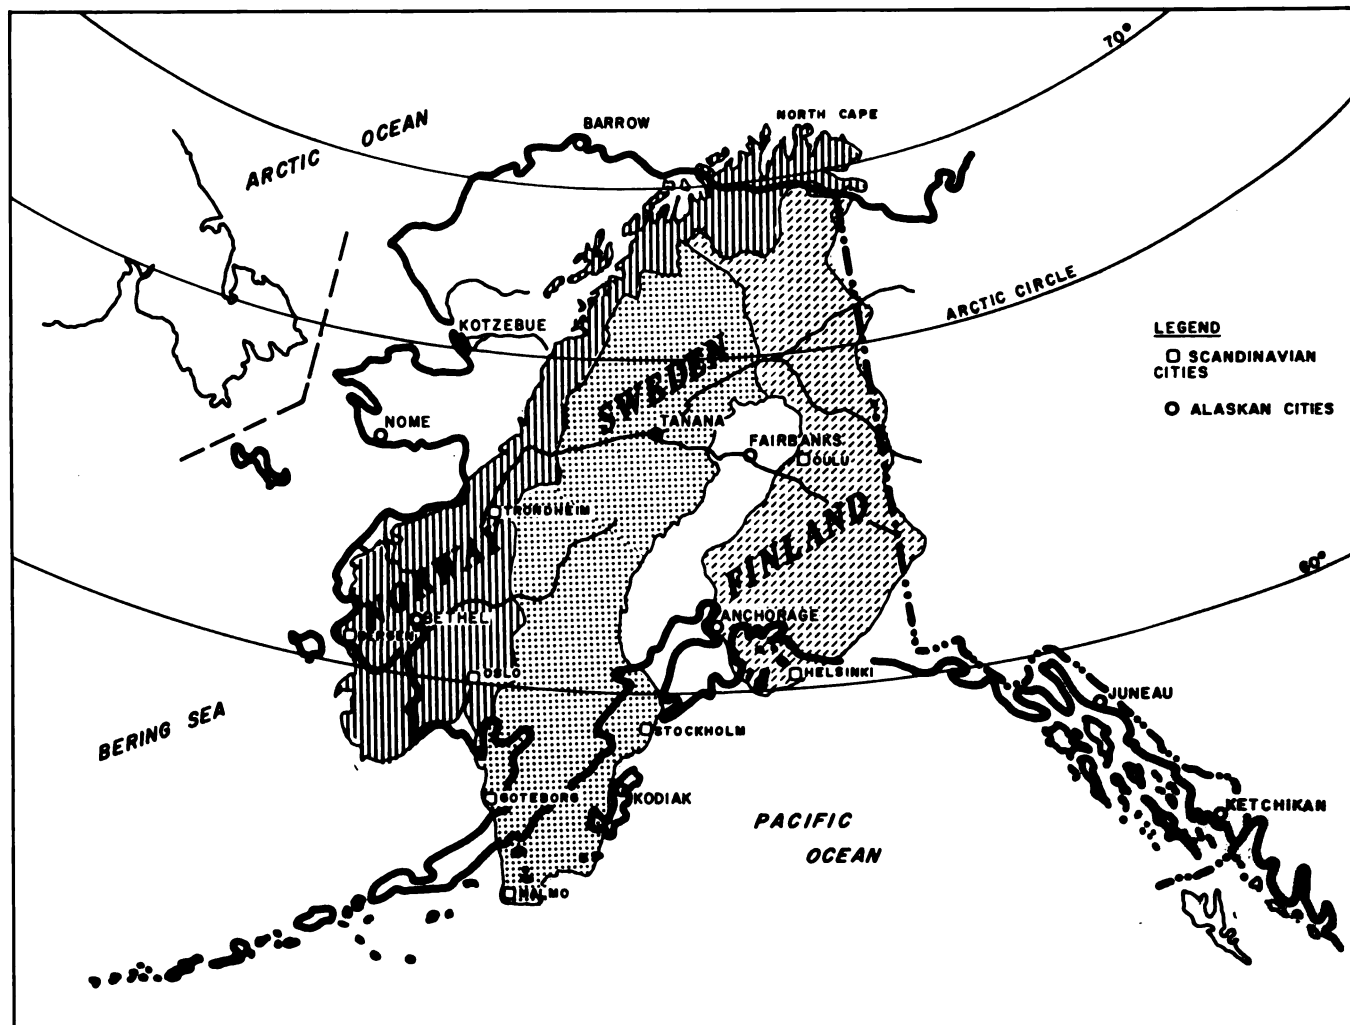 70°
ARCTIC OCEAN
BARROW
NORTH CAPE
ARCTIC CIRCLE
KOTZEBUE
LEGEND
SCANDINAVIAN
CITIES
ALASKAN CITIES
SWEDEN
NOME
TANANA
FAIRBANKS
OULU
TRONDHEIM
NORWAY
FINLAND
60°
ANCHORAGE
BETHEL
BERGEN
OSLO
HELSINKI
JUNEAU
BERING SEA
STOCKHOLM
GOTEBORG
KODIAK
KETCHIKAN
PACIFIC
OCEAN
MALMO